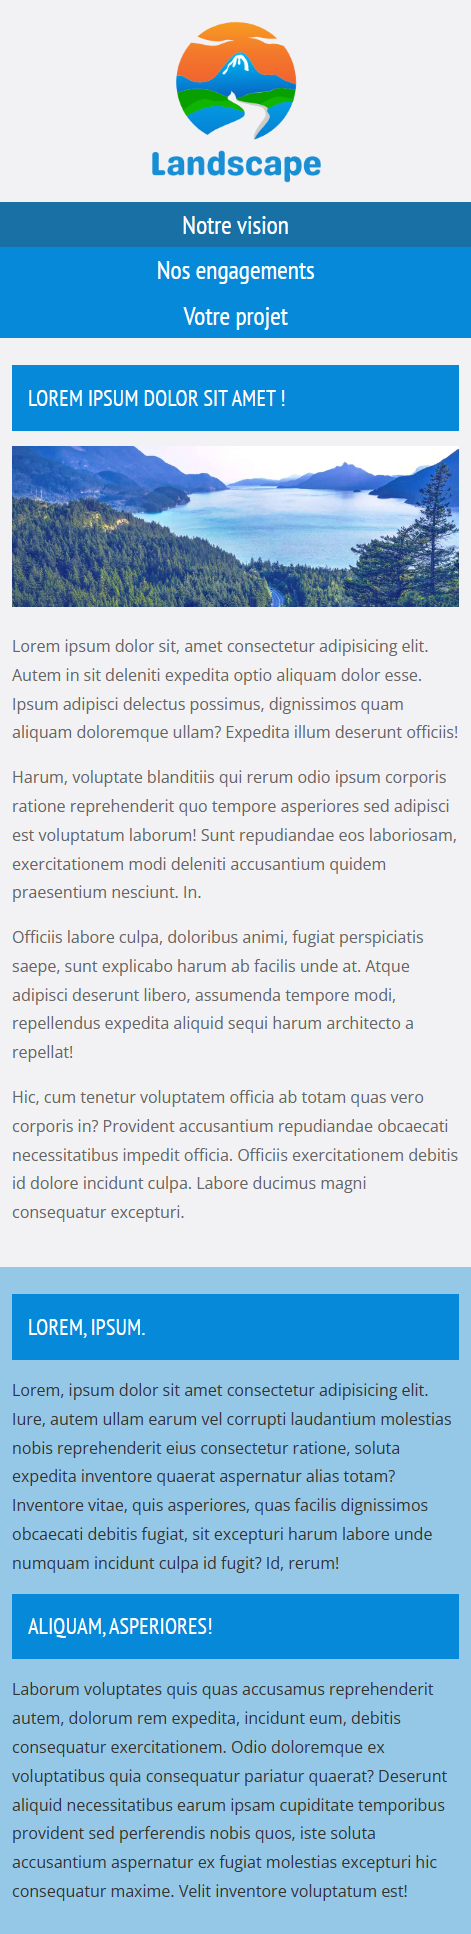 Landscape
Notre vision
Nos engagements
Votre projet
LOREM IPSUM DOLOR SIT AMET !
Lorem ipsum dolor sit, amet consectetur adipisicing elit.
Autem in sit deleniti expedita optio aliquam dolor esse.
Ipsum adipisci delectus possimus, dignissimos quam
aliquam doloremque ullam? Expedita illum deserunt officiis!
Harum, voluptate blanditiis qui rerum odio ipsum corporis
ratione reprehenderit quo tempore asperiores sed adipisci
est voluptatum laborum! Sunt repudiandae eos laboriosam,
exercitationem modi deleniti accusantium quidem
praesentium nesciunt. In.
Officiis labore culpa, doloribus animi, fugiat perspiciatis
saepe, sunt explicabo harum ab facilis unde at. Atque
adipisci deserunt libero, assumenda tempore modi,
repellendus expedita aliquid sequi harum architecto a
repellat!
Hic, cum tenetur voluptatem officia ab totam quas vero
corporis in? Provident accusantium repudiandae obcaecati
necessitatibus impedit officia. Officiis exercitationem debitis
id dolore incidunt culpa. Labore ducimus magni
consequatur excepturi.
LOREM, IPSUM.
Lorem, ipsum dolor sit amet consectetur adipisicing elit.
Iure, autem ullam earum vel corrupti laudantium molestias
nobis reprehenderit eius consectetur ratione, soluta
expedita inventore quaerat aspernatur alias totam?
Inventore vitae, quis asperiores, quas facilis dignissimos
obcaecati debitis fugiat, sit excepturi harum labore unde
numquam incidunt culpa id fugit? Id, rerum!
ALIQUAM, ASPERIORES!
Laborum voluptates quis quas accusamus reprehenderit
autem, dolorum rem expedita, incidunt eum, debitis
consequatur exercitationem. Odio doloremque ex
voluptatibus quia consequatur pariatur quaerat? Deserunt
aliquid necessitatibus earum ipsam cupiditate temporibus
provident sed perferendis nobis quos, iste soluta
accusantium aspernatur ex fugiat molestias excepturi hic
consequatur maxime. Velit inventore voluptatum est!